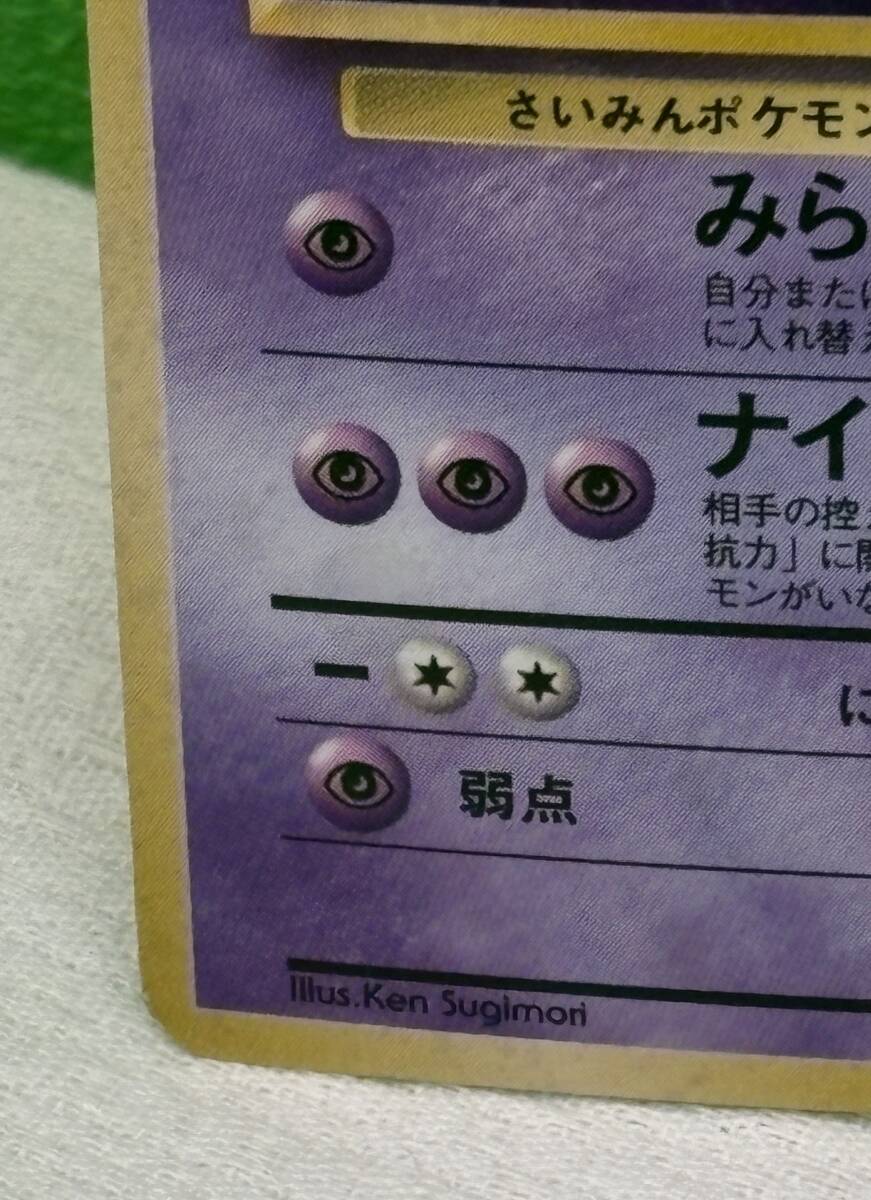 さいみんポケモン
みら
自分または
に入れ替え
ナイ
相手の控え
抗力」に関
モンがいな
に
弱点
Illus.Ken Sugimori